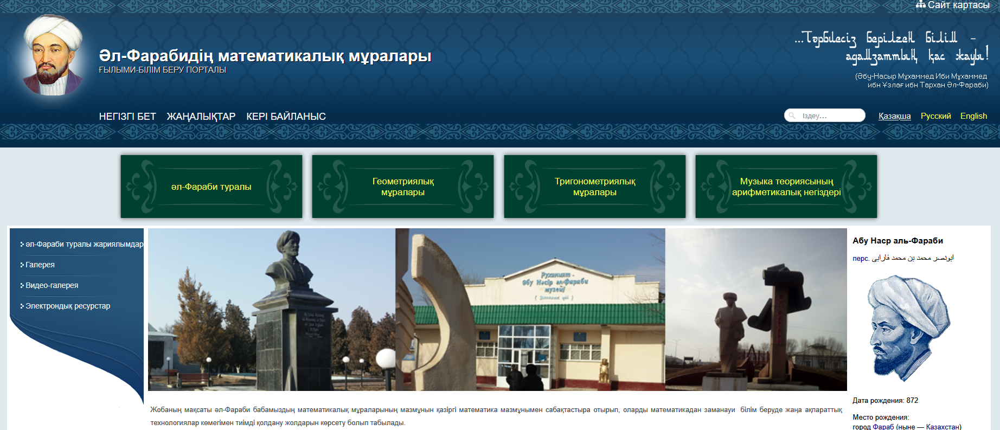 Сайт картасы
...Тәрбиесіз берілген білім -
адамзаттың қас жауы!
Әл-Фарабидің математикалық мұралары
ҒЫЛЫМИ-БІЛІМ БЕРУ ПОРТАЛЫ
(Әбу-Насыр Мұхаммед Иби Мұхаммед
ибн Ұзлағ ибн Тархан Әл-Фараби)
НЕГІЗГІ БЕТ ЖАҢАЛЫҚТАР КЕРІ БАЙЛАНЫС
Іздеу...
Қазақша Русский English
әл-Фараби туралы
Геометриялық
мұралары
Тригонометриялық
мұралары
Музыка теориясының
арифметикалық негіздері
әл-Фараби туралы жариялымдар
Галерея
Видео-галерея
Электрондық ресурстар
Руханият -
Әбу Насір әл-Фараби
музейі
Абу Наср аль-Фараби
перс. ابونصر محمد بن محمد فارابی
Дата рождения: 872
Место рождения:
город Фараб (ныне — Казахстан)
Жобаның мақсаты әл-Фараби бабамыздың математикалық мұраларының мазмұнын қазіргі математика мазмұнымен сабақтастыра отырып, оларды математикадан заманауи білім беруде жаңа ақпараттық
технологиялар көмегімен тиімді қолдану жолдарын көрсету болып табылады.